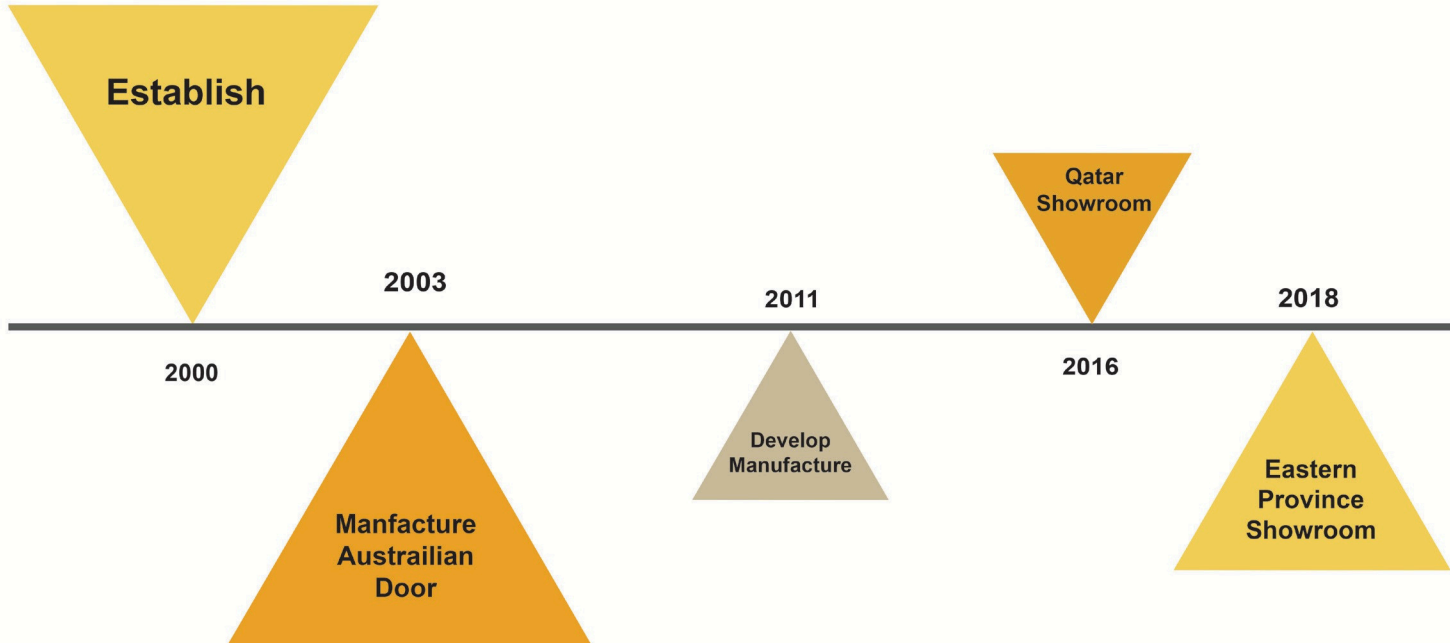 Establish
2000
2003
Manfacture
Austrailian
Door
2011
Develop
Manufacture
Qatar
Showroom
2016
2018
Eastern
Province
Showroom